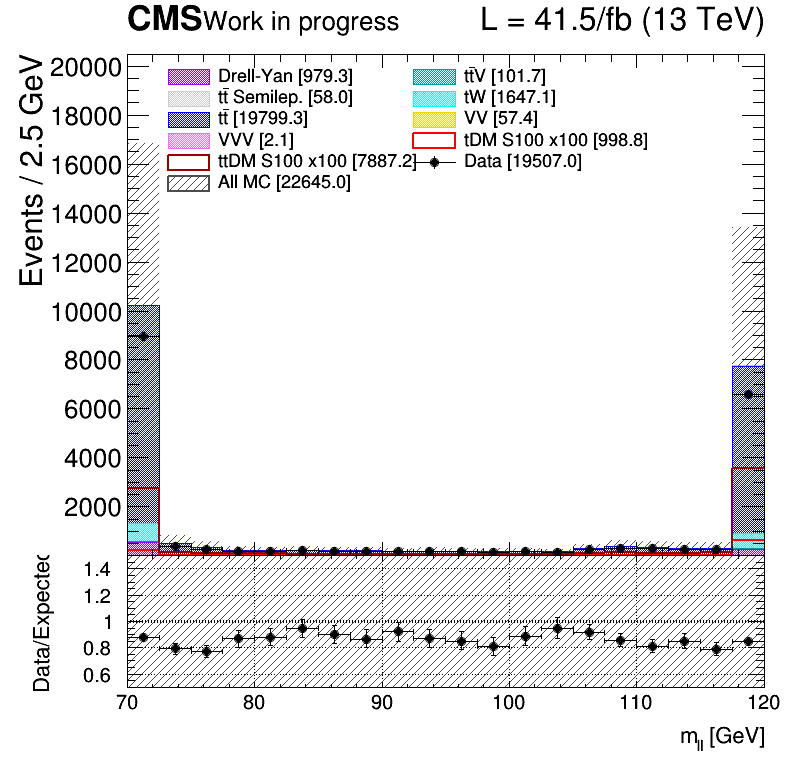 CMS Work in progress L = 41.5/fb (13 TeV)
Events / 2.5 GeV
20000
18000
16000
14000
12000
10000
8000
6000
4000
2000
Drell-Yan [979.3]
tt̄ Semilep. [58.0]
tt̄ [19799.3]
VVV [2.1]
ttDM S100 x100 [7887.2]
All MC [22645.0]
tt̄V [101.7]
tW [1647.1]
VV [57.4]
tDM S100 x100 [998.8]
Data [19507.0]
Data/Expected
1.4
1.2
1
0.8
0.6
70 80 90 100 110 120
m_ll [GeV]